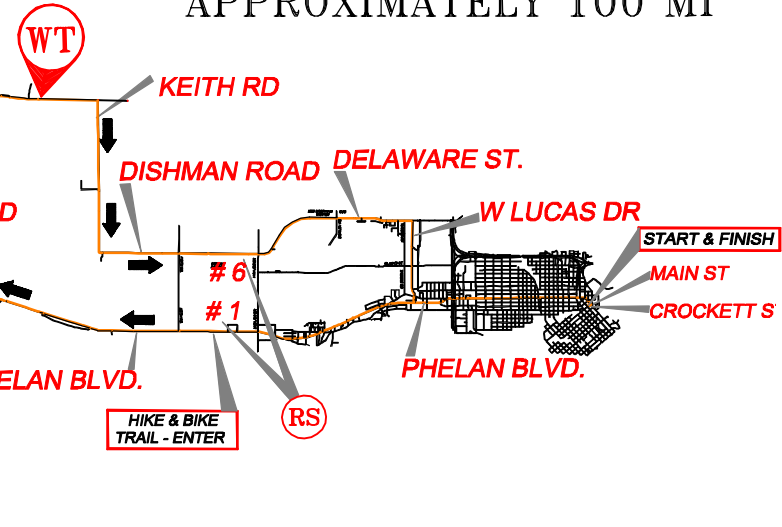 APPROXIMATELY 100 MI
WT
KEITH RD
DISHMAN ROAD
DELAWARE ST.
W LUCAS DR
D
START & FINISH
# 6
MAIN ST
# 1
CROCKETT S
PHELAN BLVD.
ELAN BLVD.
HIKE & BIKE
TRAIL - ENTER
RS